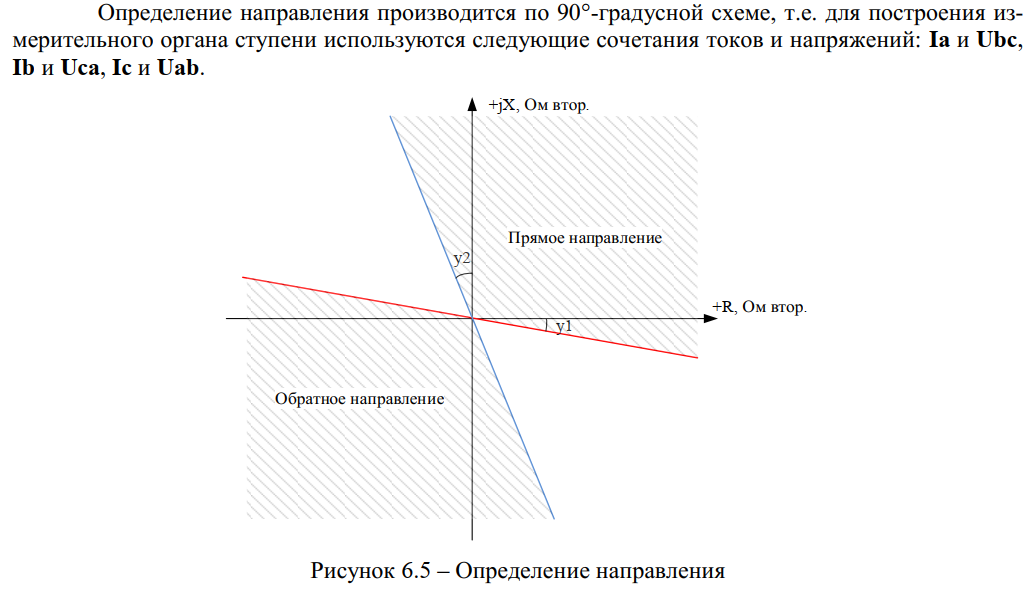 Определение направления производится по 90°-градусной схеме, т.е. для построения из-
мерительного органа ступени используются следующие сочетания токов и напряжений: Ia и Ubc,
Ib и Uca, Ic и Uab.
+jX, Ом втор.
Прямое направление
y2
+R, Ом втор.
y1
Обратное направление
Рисунок 6.5 – Определение направления